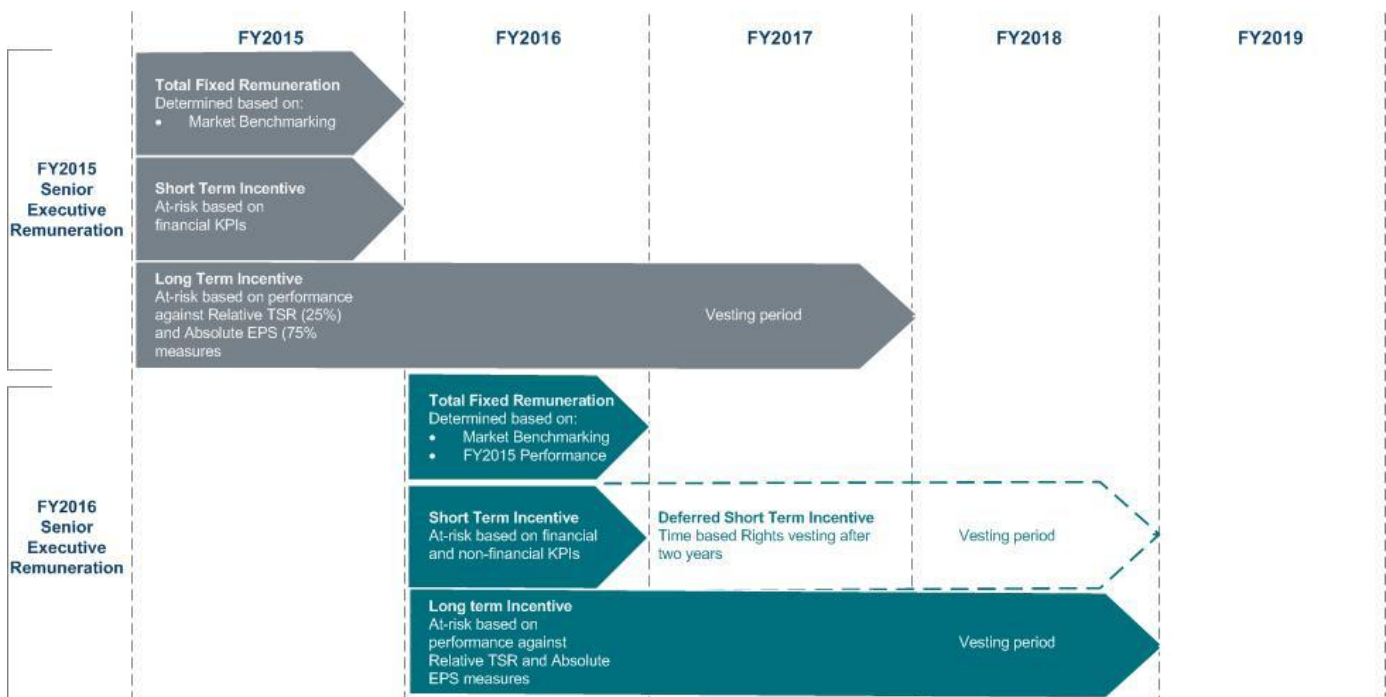 FY2015
FY2016
FY2017
FY2018
FY2019
FY2015
Senior
Executive
Remuneration
Total Fixed Remuneration
Determined based on:
• Market Benchmarking
Short Term Incentive
At-risk based on
financial KPIs
Long Term Incentive
At-risk based on performance
against Relative TSR (25%)
and Absolute EPS (75%
measures
Vesting period
FY2016
Senior
Executive
Remuneration
Total Fixed Remuneration
Determined based on:
• Market Benchmarking
• FY2015 Performance
Short Term Incentive
At-risk based on financial
and non-financial KPIs
Deferred Short Term Incentive
Time based Rights vesting after
two years
Vesting period
Long term Incentive
At-risk based on
performance against
Relative TSR and Absolute
EPS measures
Vesting period